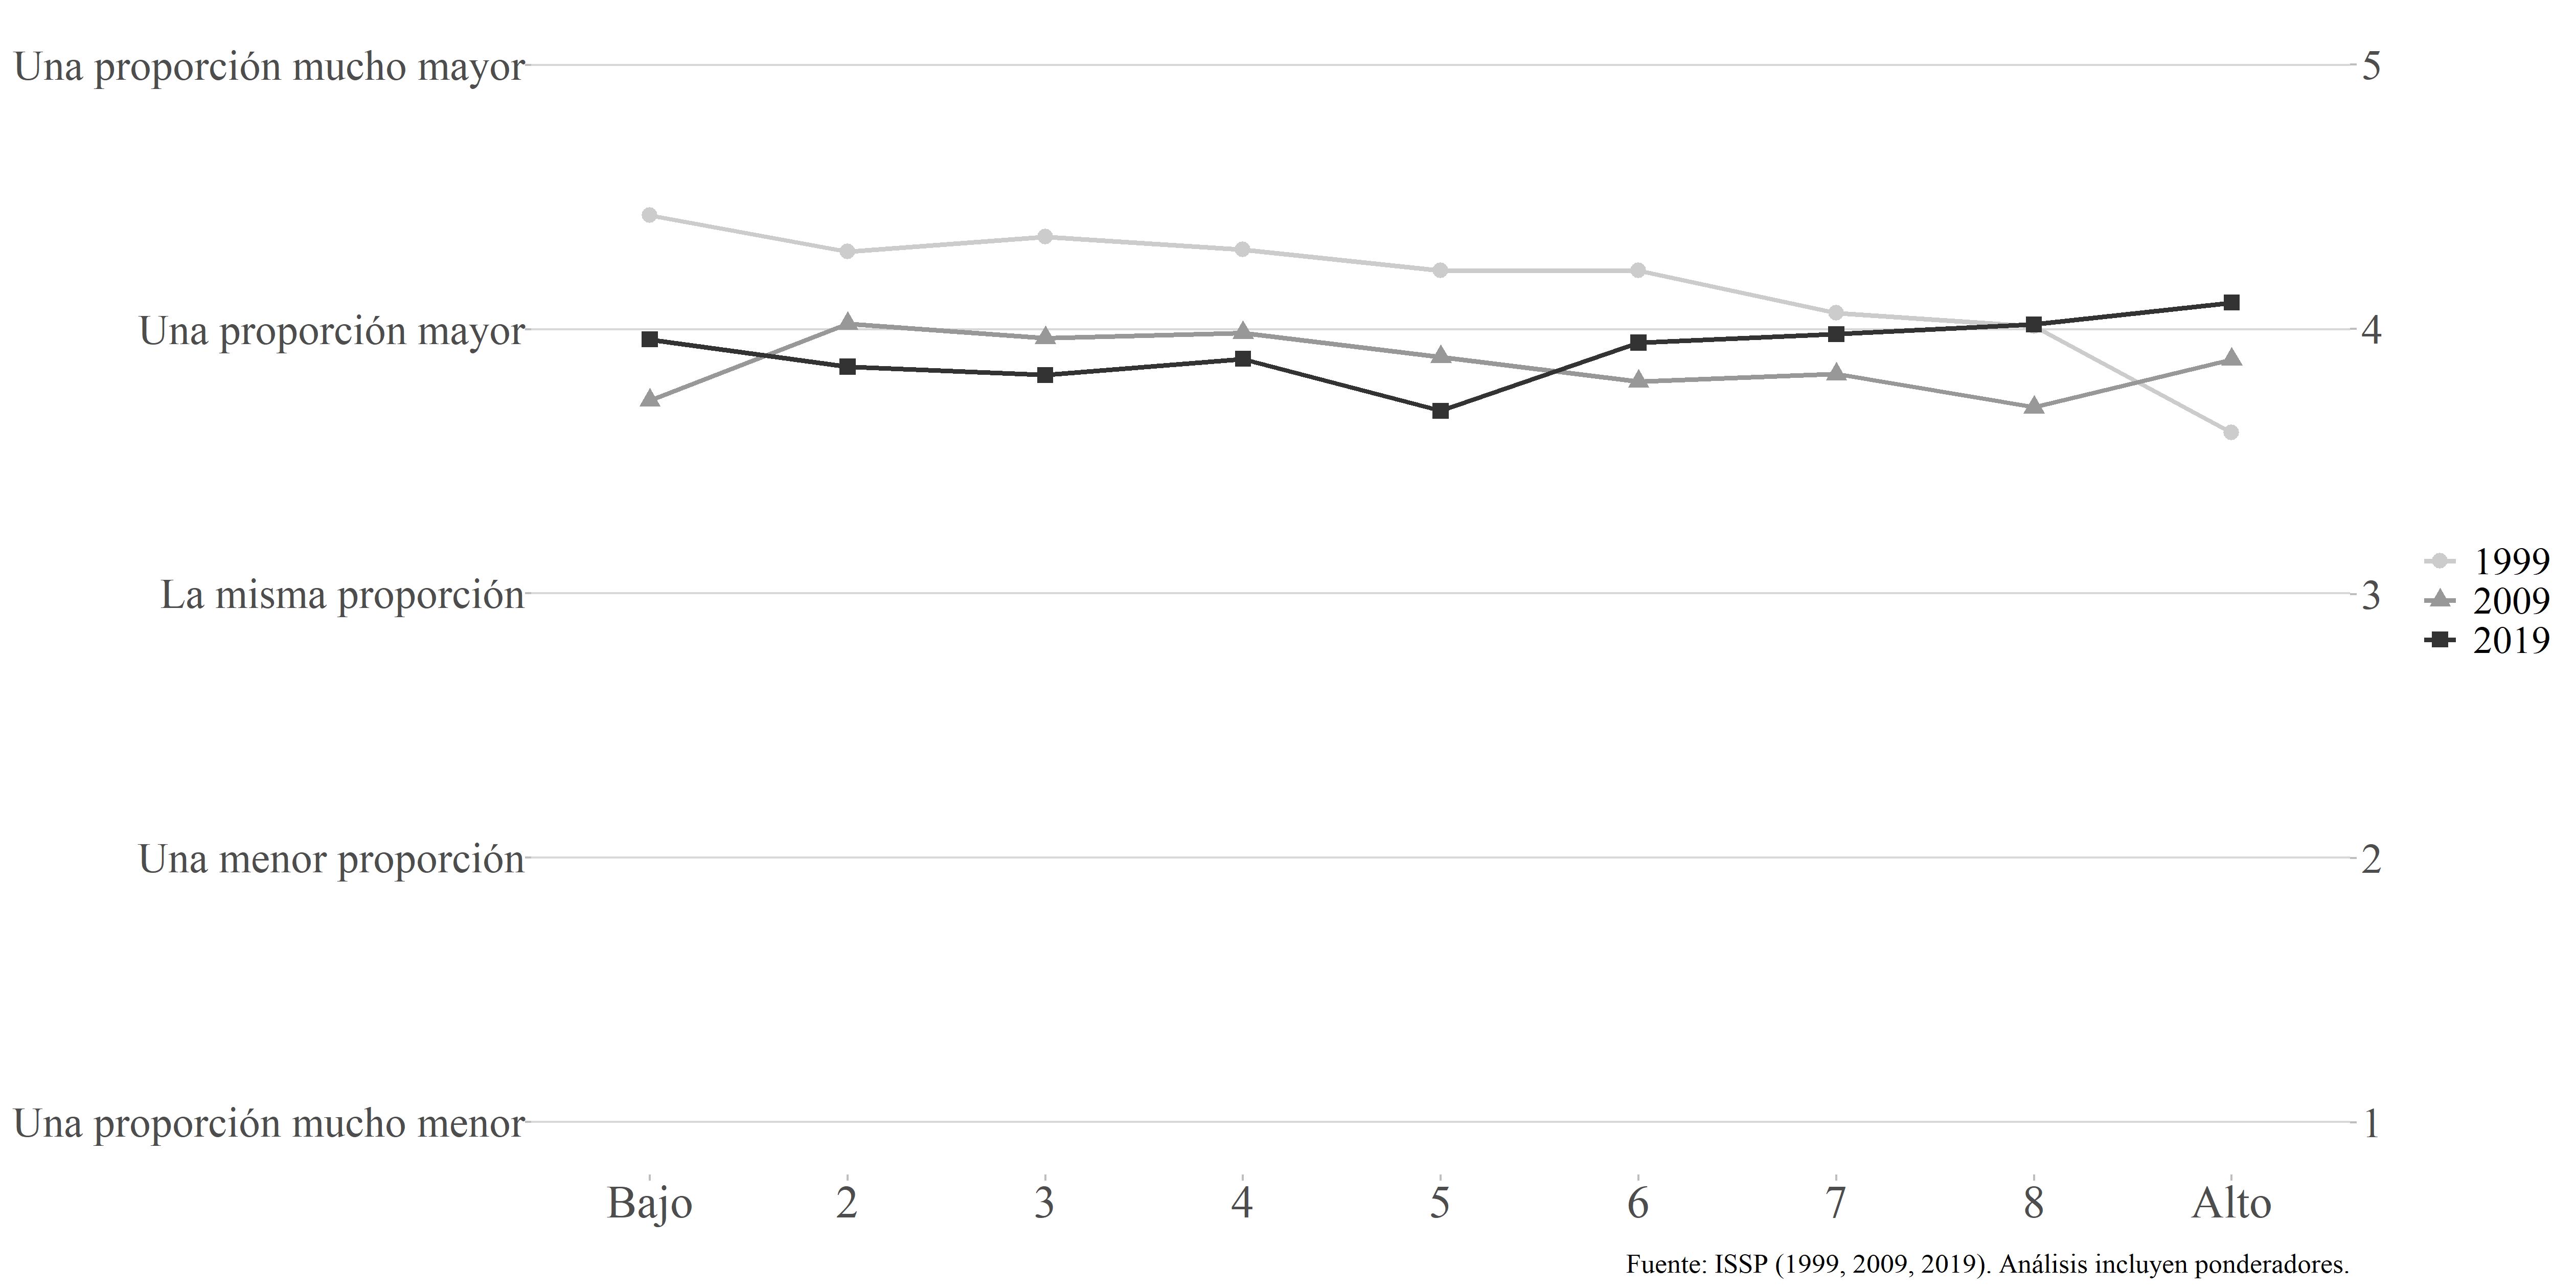 Una proporción mucho mayor
5
Una proporción mayor
4
La misma proporción
3
Una menor proporción
2
Una proporción mucho menor
1
1999
2009
2019
Bajo 2 3 4 5 6 7 8 Alto
Fuente: ISSP (1999, 2009, 2019). Análisis incluyen ponderadores.